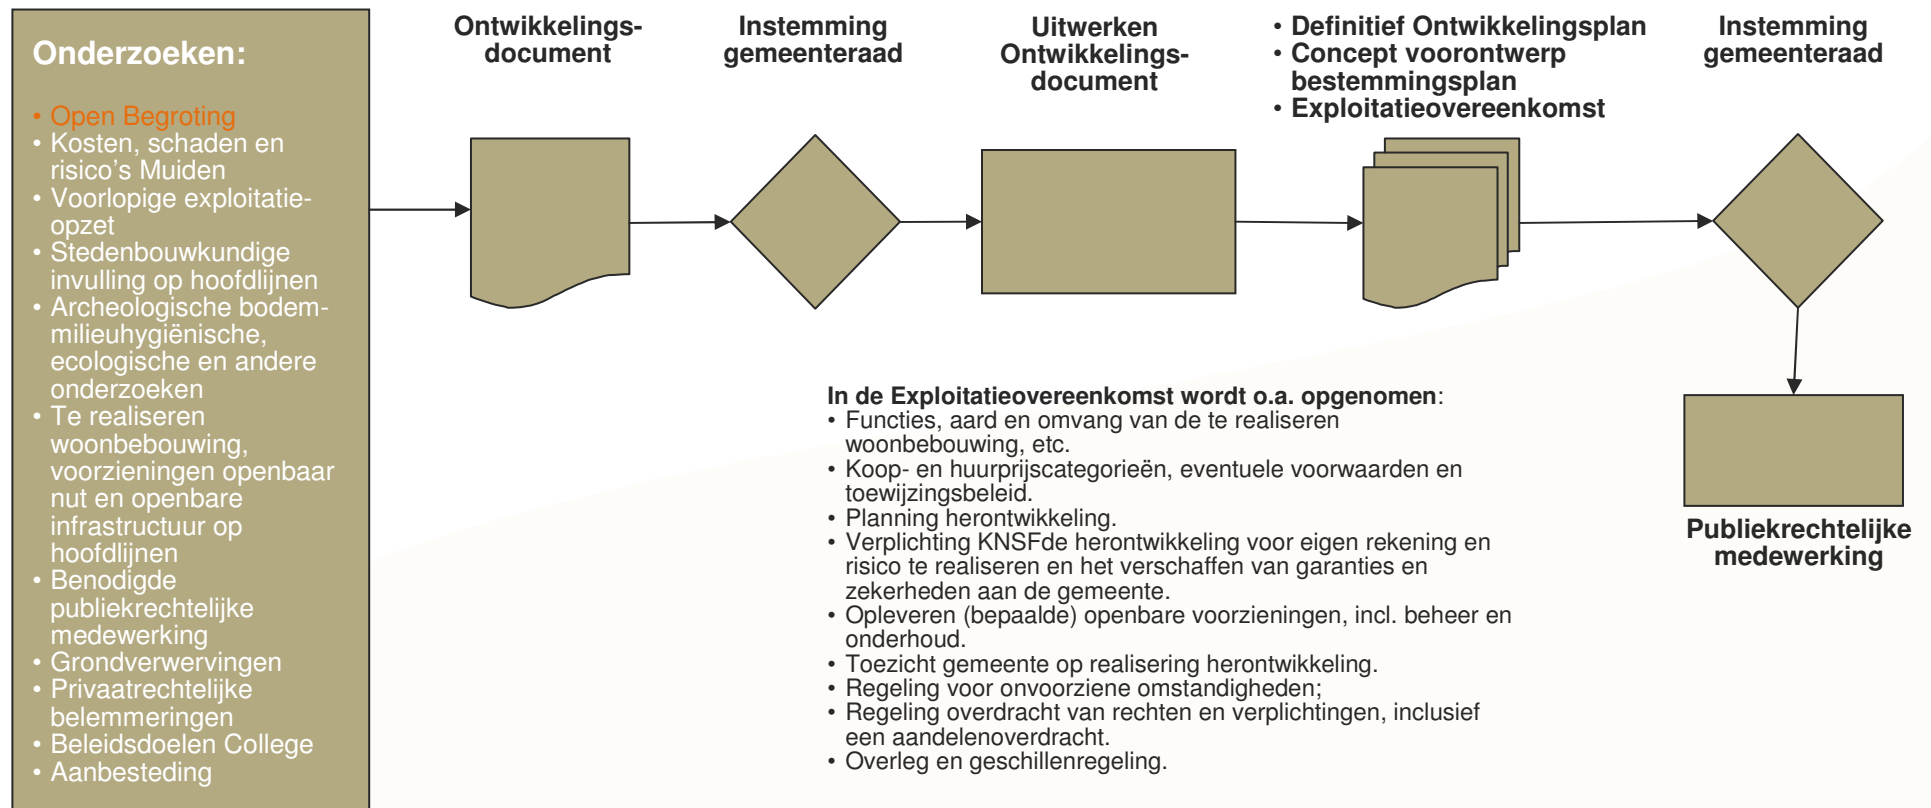 Onderzoeken:
• Open Begroting
• Kosten, schaden en
risico’s Muiden
• Voorlopige exploitatie-
opzet
• Stedenbouwkundige
invulling op hoofdlijnen
• Archeologische bodem-
milieuhygiënische,
ecologische en andere
onderzoeken
• Te realiseren
woonbebouwing,
voorzieningen openbaar
nut en openbare
infrastructuur op
hoofdlijnen
• Benodigde
publiekrechtelijke
medewerking
• Grondverwervingen
• Privaatrechtelijke
belemmeringen
• Beleidsdoelen College
• Aanbesteding
Ontwikkelings-
document
Instemming
gemeenteraad
Uitwerken
Ontwikkelings-
document
• Definitief Ontwikkelingsplan
• Concept voorontwerp
bestemmingsplan
• Exploitatieovereenkomst
Instemming
gemeenteraad
Publiekrechtelijke
medewerking
In de Exploitatieovereenkomst wordt o.a. opgenomen:
• Functies, aard en omvang van de te realiseren
woonbebouwing, etc.
• Koop- en huurprijscategorieën, eventuele voorwaarden en
toewijzingsbeleid.
• Planning herontwikkeling.
• Verplichting KNSFde herontwikkeling voor eigen rekening en
risico te realiseren en het verschaffen van garanties en
zekerheden aan de gemeente.
• Opleveren (bepaalde) openbare voorzieningen, incl. beheer en
onderhoud.
• Toezicht gemeente op realisering herontwikkeling.
• Regeling voor onvoorziene omstandigheden;
• Regeling overdracht van rechten en verplichtingen, inclusief
een aandelenoverdracht.
• Overleg en geschillenregeling.